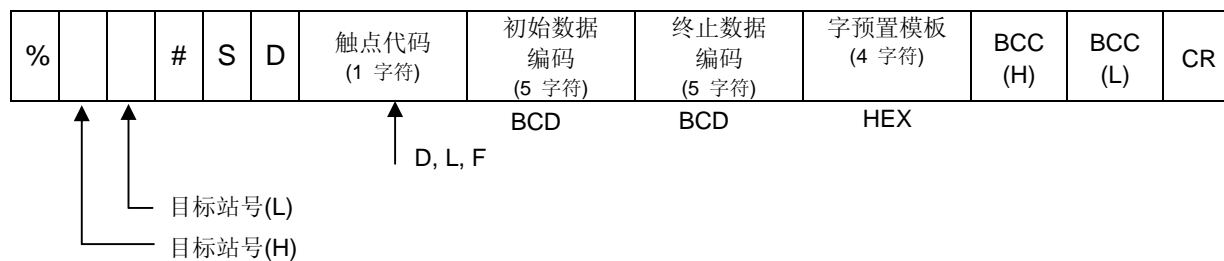 % # S D 触点代码 (1 字符) 初始数据 编码 (5 字符) 终止数据 编码 (5 字符) 字预置模板 (4 字符) BCC (H) BCC (L) CR
BCD BCD HEX
D, L, F
目标站号(L)
目标站号(H)